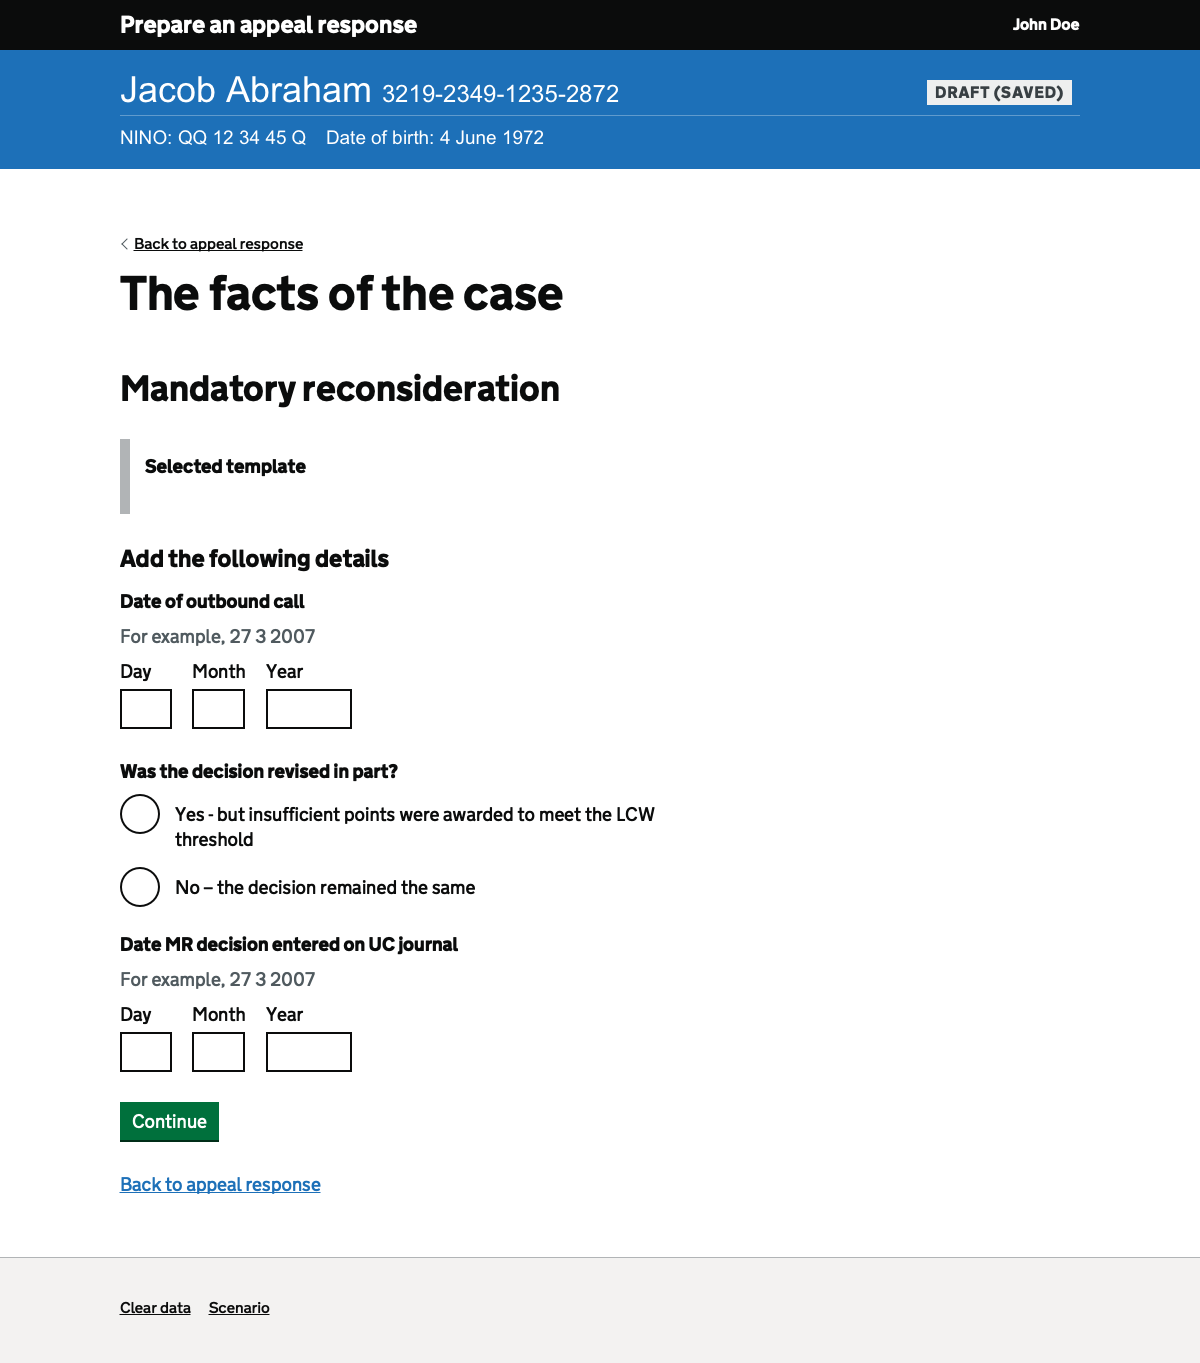 Prepare an appeal response John Doe
Jacob Abraham 3219-2349-1235-2872 DRAFT (SAVED)
NINO: QQ 12 34 45 Q Date of birth: 4 June 1972
Back to appeal response
The facts of the case
Mandatory reconsideration
Selected template
Add the following details
Date of outbound call
For example, 27 3 2007
Day Month Year
Was the decision revised in part?
Yes - but insufficient points were awarded to meet the LCW
threshold
No – the decision remained the same
Date MR decision entered on UC journal
For example, 27 3 2007
Day Month Year
Continue
Back to appeal response
Clear data Scenario